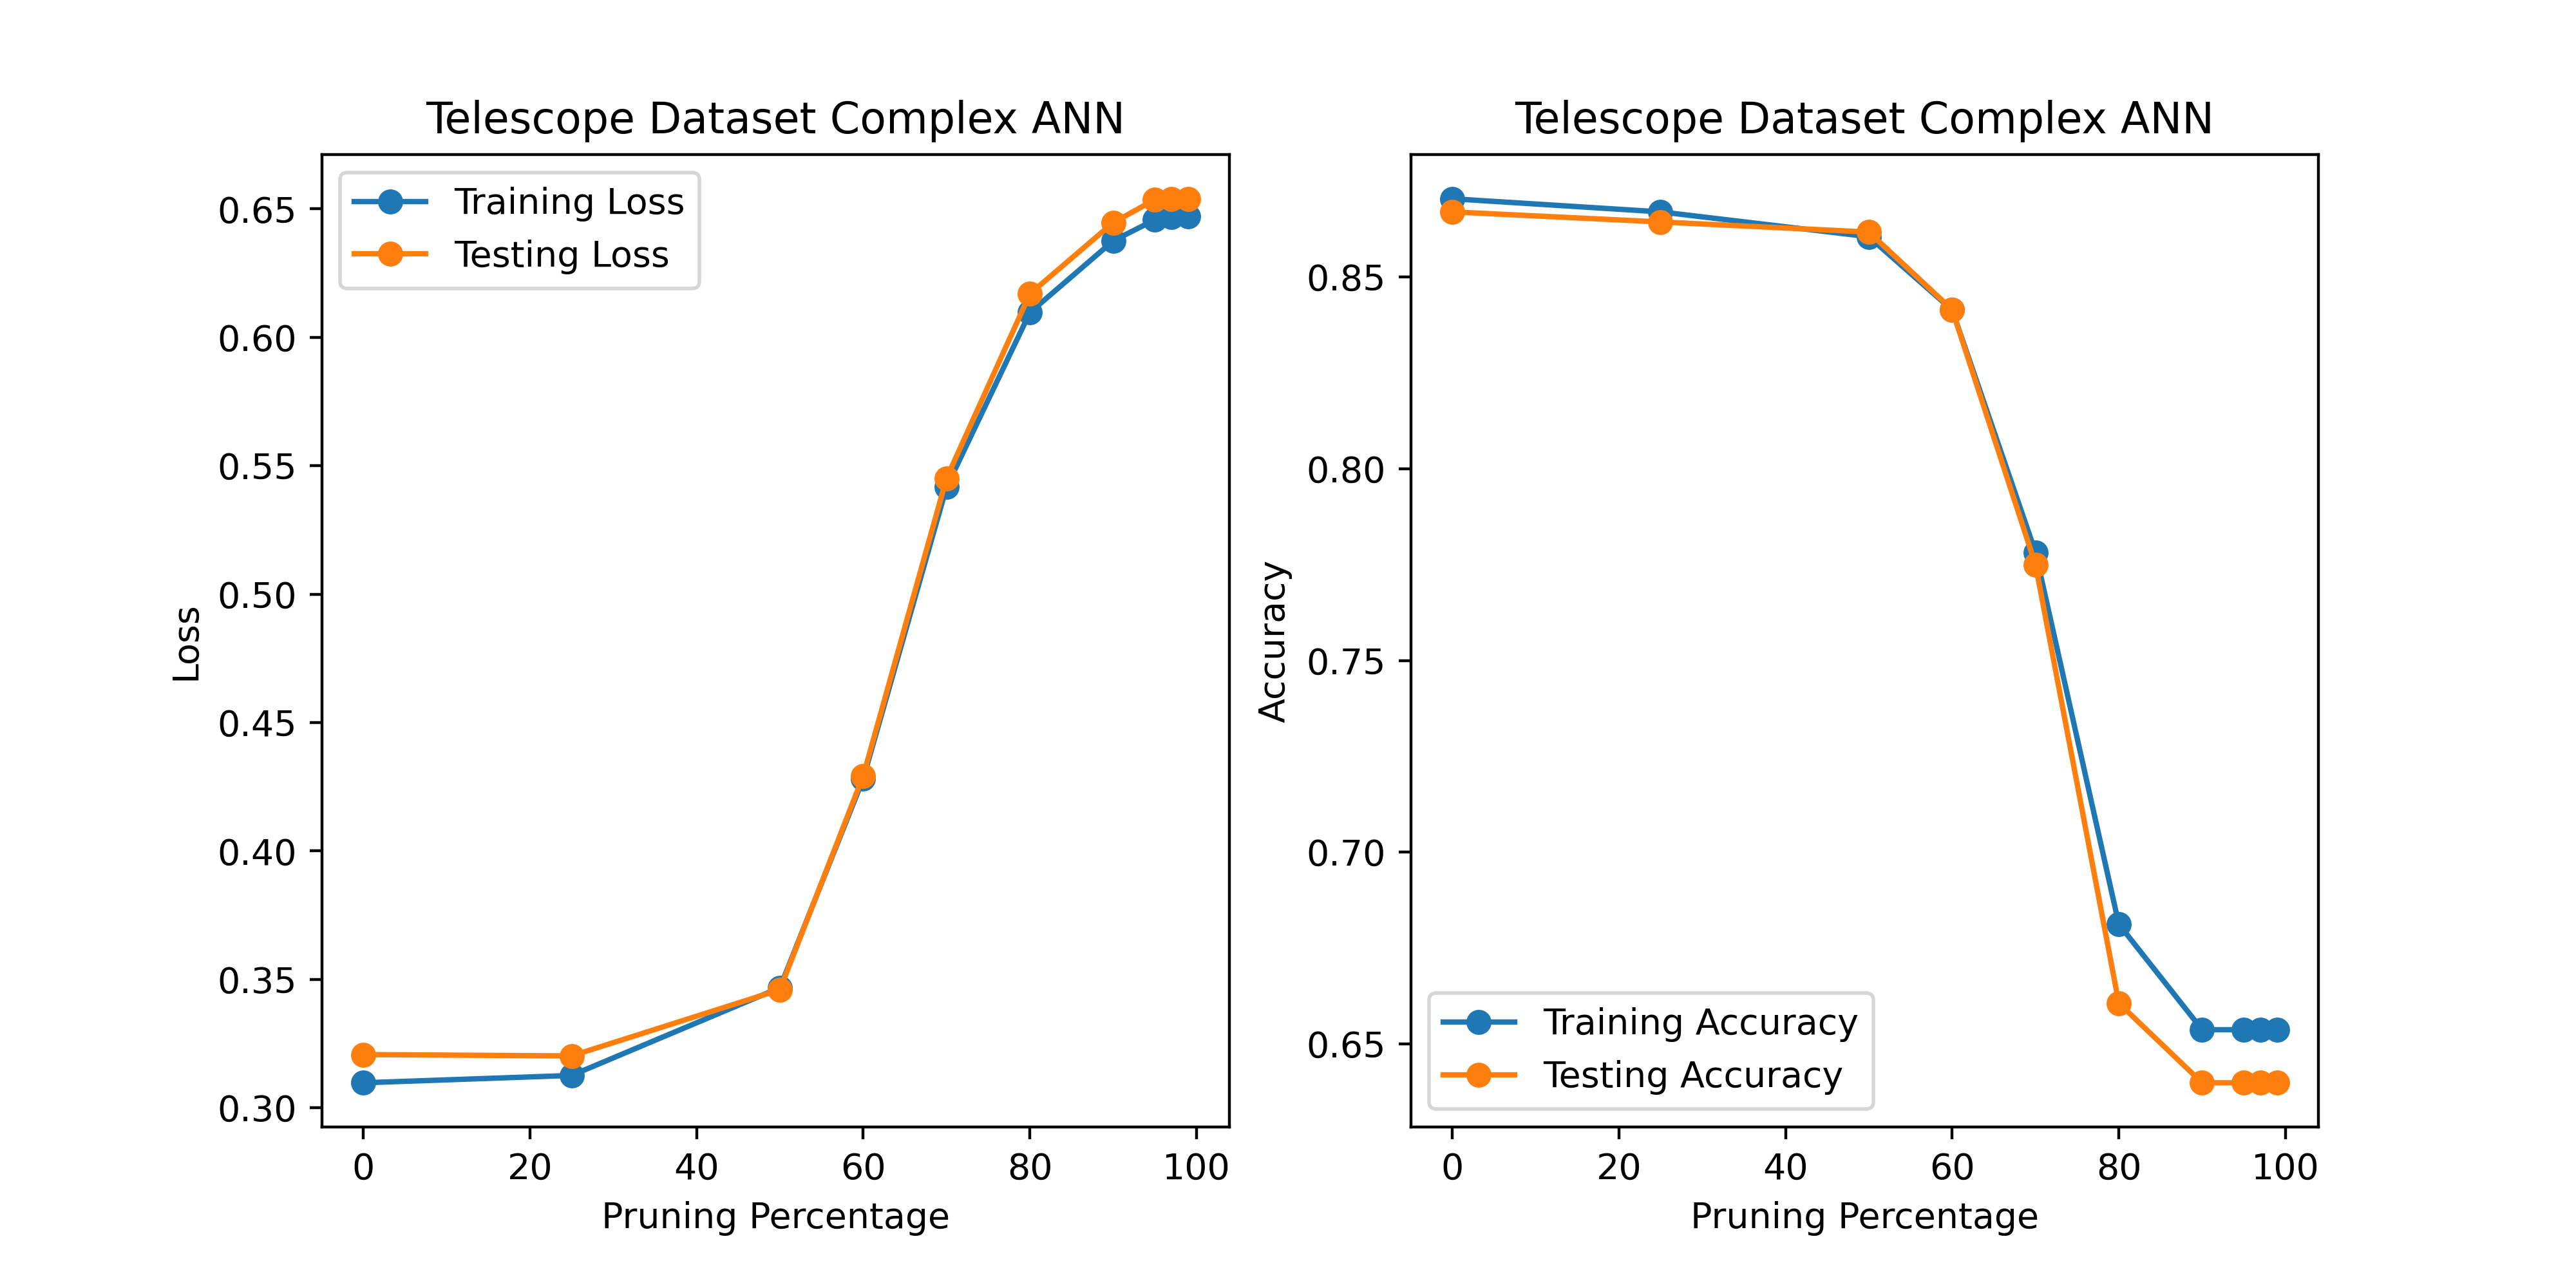 Telescope Dataset Complex ANN
Training Loss
Testing Loss
0.65
0.60
0.55
0.50
0.45
0.40
0.35
0.30
Loss
0
20
40
60
80
100
Pruning Percentage
Telescope Dataset Complex ANN
0.85
0.80
0.75
0.70
0.65
Accuracy
Training Accuracy
Testing Accuracy
0
20
40
60
80
100
Pruning Percentage